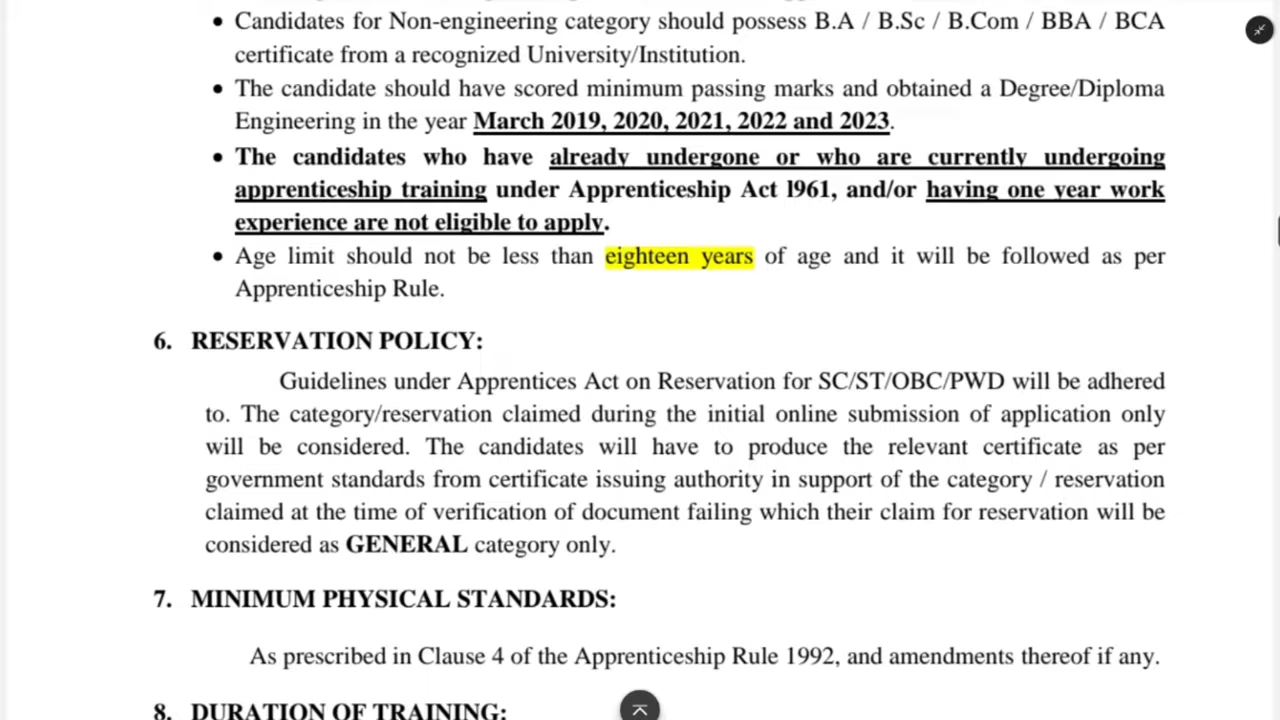 • Candidates for Non-engineering category should possess B.A / B.Sc / B.Com / BBA / BCA
certificate from a recognized University/Institution.
• The candidate should have scored minimum passing marks and obtained a Degree/Diploma
Engineering in the year March 2019, 2020, 2021, 2022 and 2023.
• The candidates who have already undergone or who are currently undergoing
apprenticeship training under Apprenticeship Act l961, and/or having one year work
experience are not eligible to apply.
• Age limit should not be less than eighteen years of age and it will be followed as per
Apprenticeship Rule.
6. RESERVATION POLICY:
Guidelines under Apprentices Act on Reservation for SC/ST/OBC/PWD will be adhered
to. The category/reservation claimed during the initial online submission of application only
will be considered. The candidates will have to produce the relevant certificate as per
government standards from certificate issuing authority in support of the category / reservation
claimed at the time of verification of document failing which their claim for reservation will be
considered as GENERAL category only.
7. MINIMUM PHYSICAL STANDARDS:
As prescribed in Clause 4 of the Apprenticeship Rule 1992, and amendments thereof if any.
8. DURATION OF TRAINING: